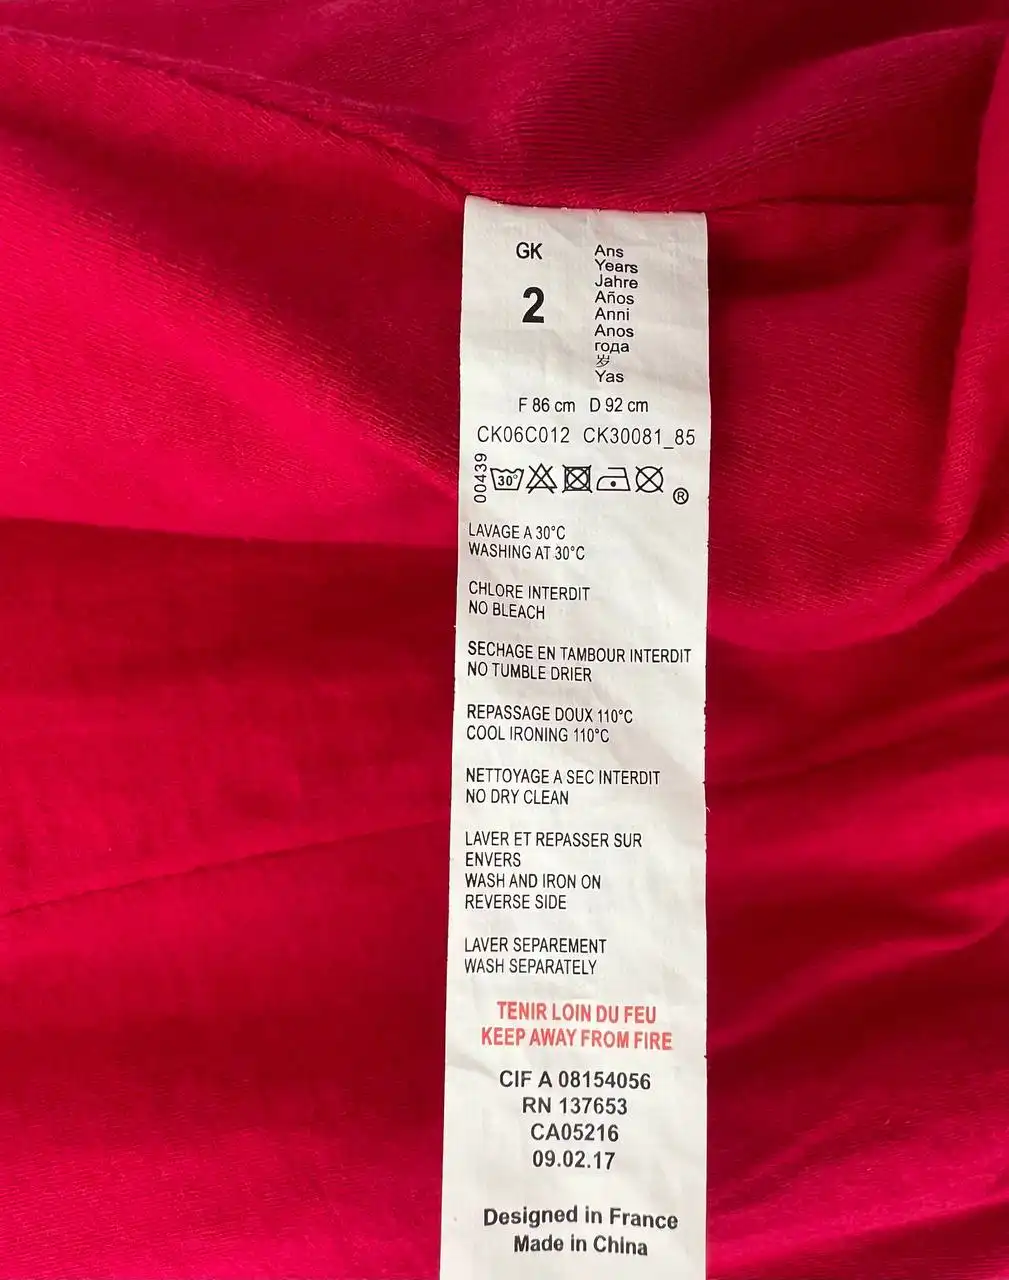 GK
2
Ans
Years
Jahre
Años
Anni
Anos
года
岁
Yas
F 86 cm D 92 cm
CK06C012 CK30081_85
00439
30°
®
LAVAGE A 30°C
WASHING AT 30°C
CHLORE INTERDIT
NO BLEACH
SECHAGE EN TAMBOUR INTERDIT
NO TUMBLE DRIER
REPASSAGE DOUX 110°C
COOL IRONING 110°C
NETTOYAGE A SEC INTERDIT
NO DRY CLEAN
LAVER ET REPASSER SUR
ENVERS
WASH AND IRON ON
REVERSE SIDE
LAVER SEPAREMENT
WASH SEPARATELY
TENIR LOIN DU FEU
KEEP AWAY FROM FIRE
CIF A 08154056
RN 137653
CA05216
09.02.17
Designed in France
Made in China